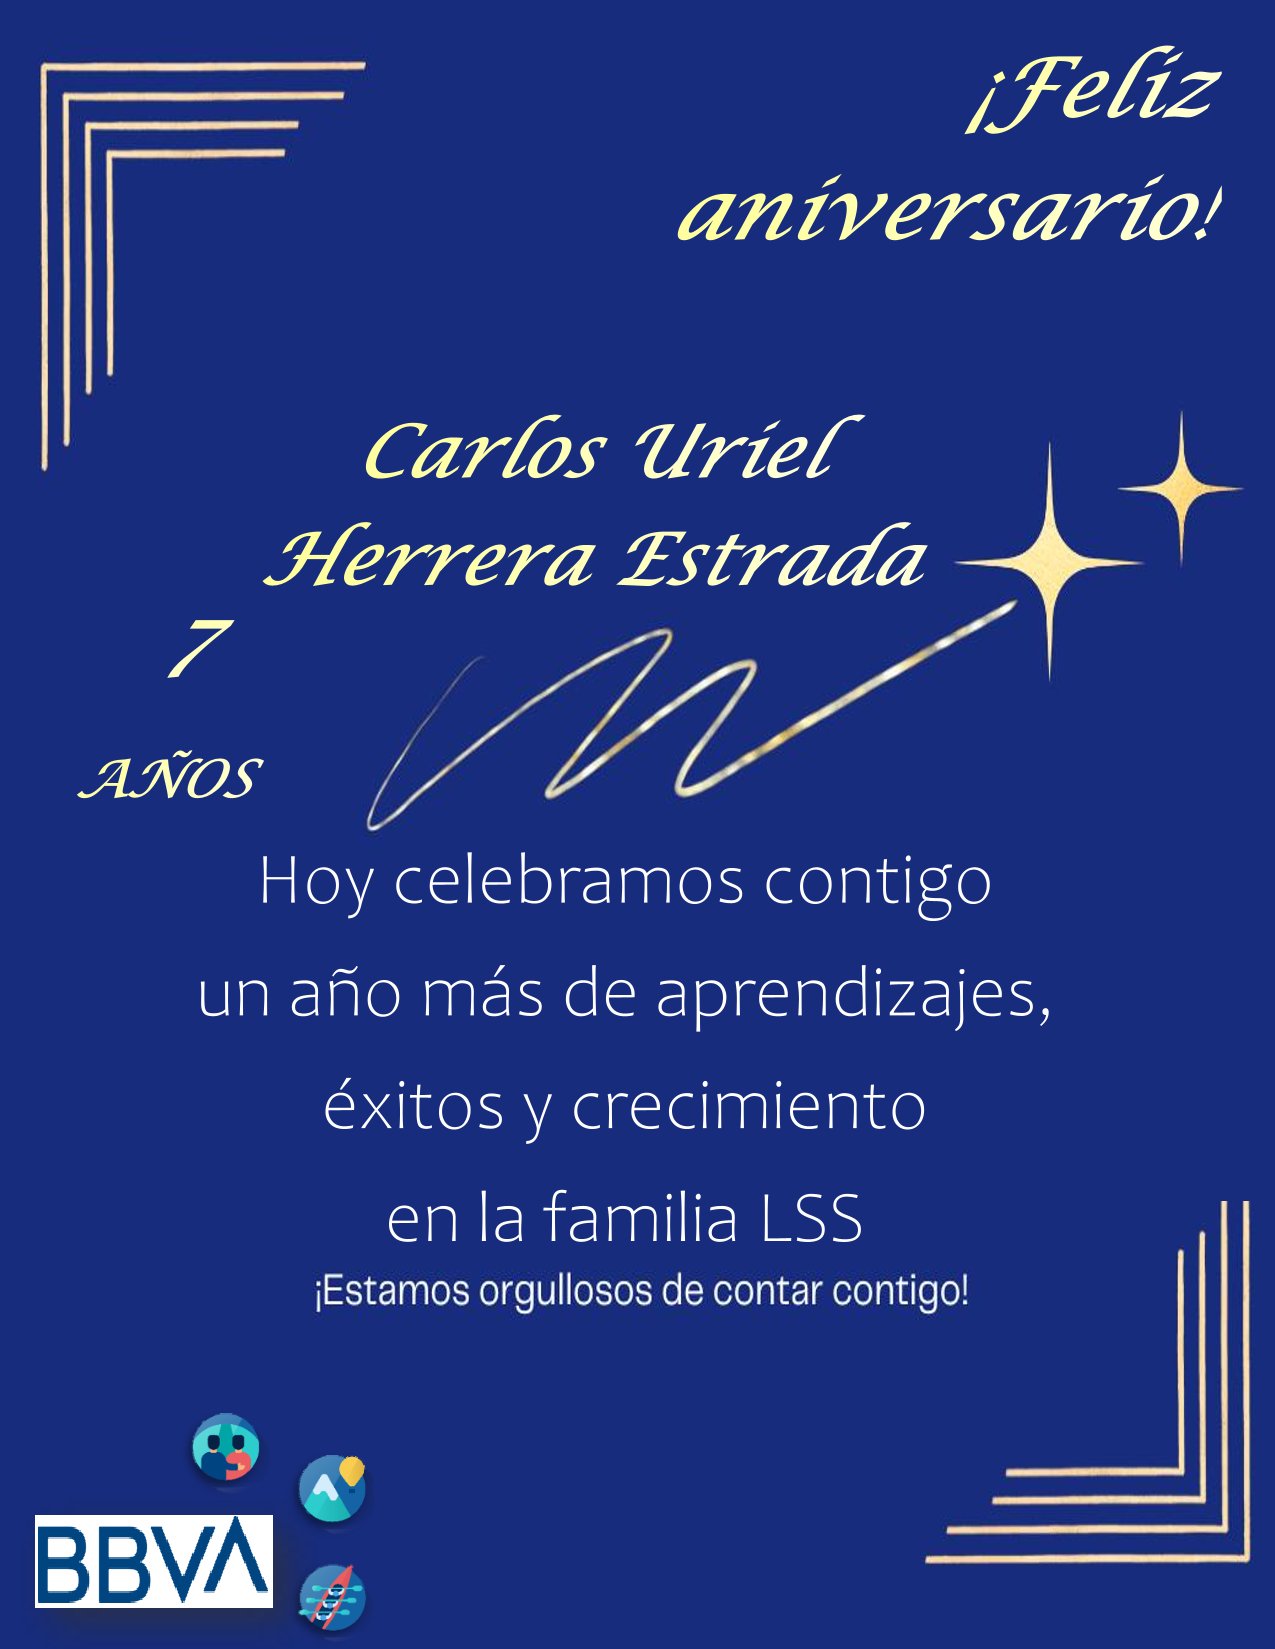 ¡Feliz
aniversario!
Carlos Uriel
Herrera Estrada
7
AÑOS
Hoy celebramos contigo
un año más de aprendizajes,
éxitos y crecimiento
en la familia LSS
¡Estamos orgullosos de contar contigo!
BBVA